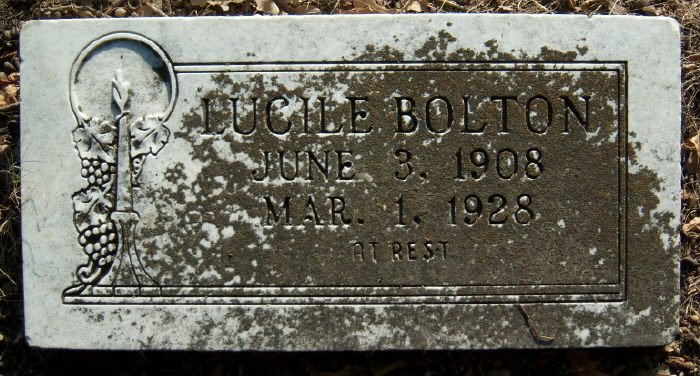 LUCILE BOLTON
JUNE 3, 1908
MAR. 1, 1928
AT REST